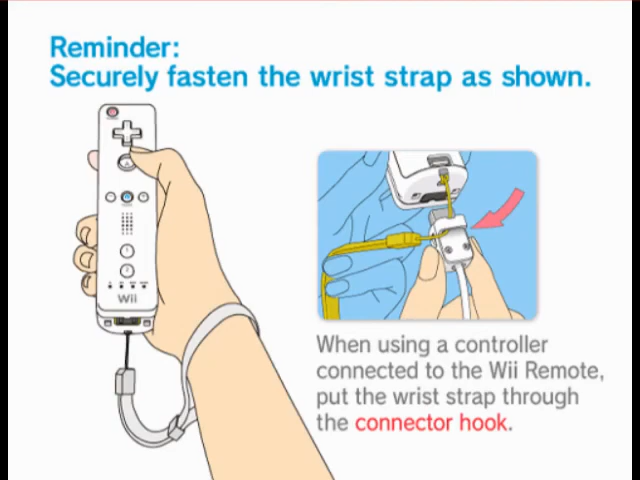 Reminder:
Securely fasten the wrist strap as shown.
Wii
When using a controller
connected to the Wii Remote,
put the wrist strap through
the connector hook.